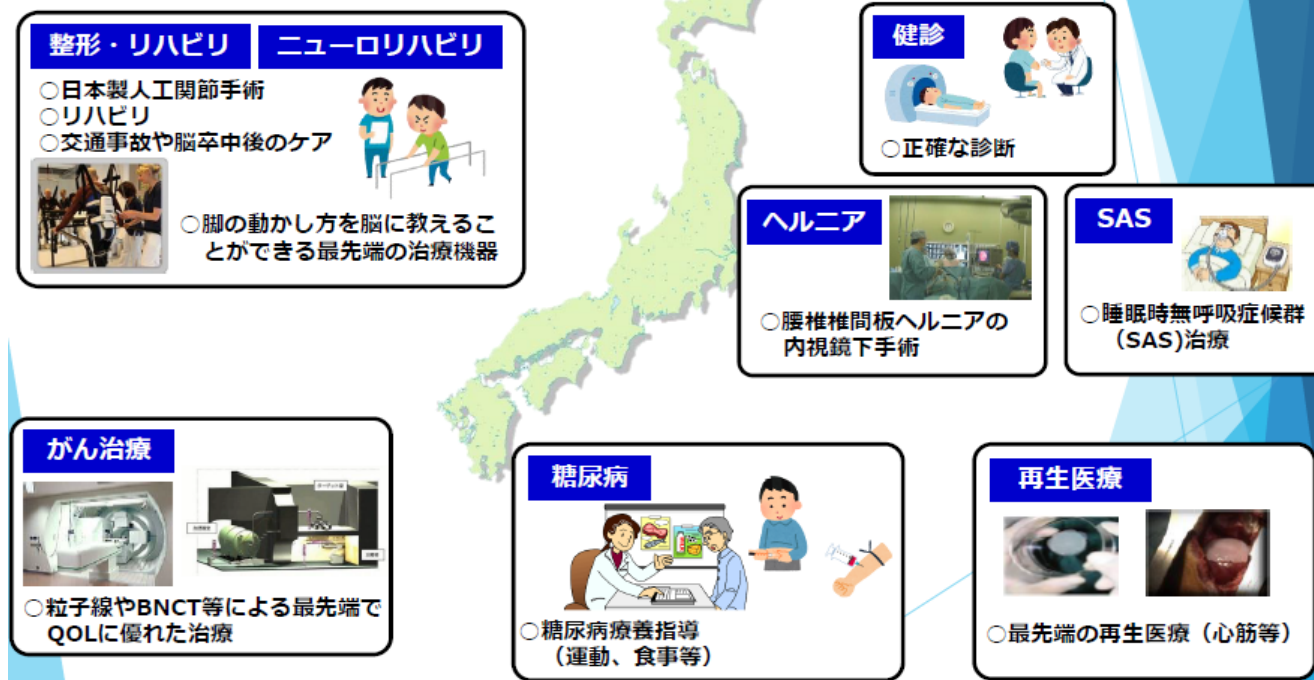 整形・リハビリ
ニューロリハビリ
○日本製人工関節手術
○リハビリ
○交通事故や脳卒中後のケア
○脚の動かし方を脳に教えるこ
とができる最先端の治療機器
健診
○正確な診断
ヘルニア
○腰椎椎間板ヘルニアの
内視鏡下手術
SAS
○睡眠時無呼吸症候群
（SAS)治療
がん治療
○粒子線やBNCT等による最先端で
QOLに優れた治療
糖尿病
○糖尿病療養指導
（運動、食事等）
再生医療
○最先端の再生医療（心筋等）